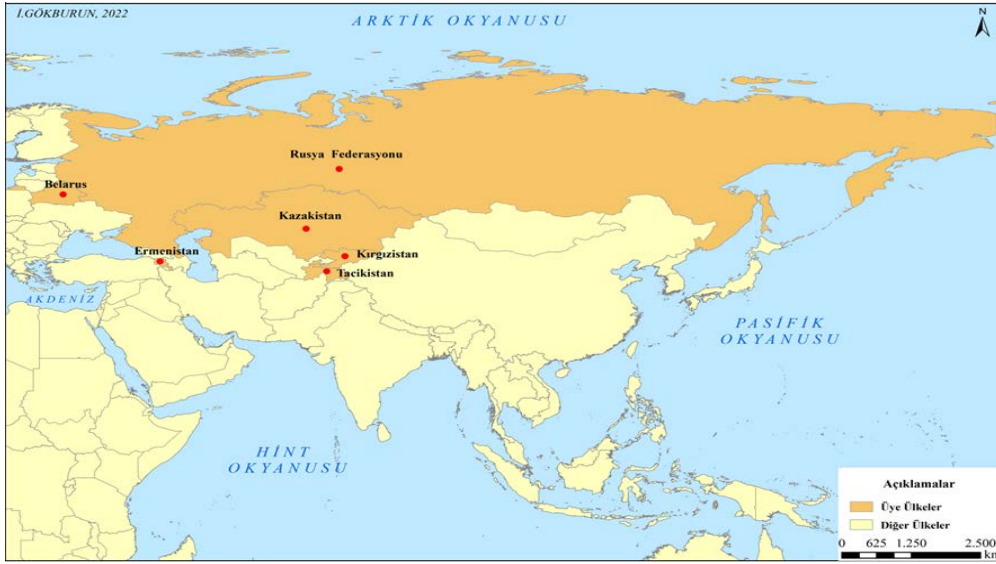 İ.GÖKBURUN, 2022
ARKTİK OKYANUSU
N
Rusya Federasyonu
Belarus
Kazakistan
Ermenistan
Kırgızistan
Tacikistan
AKDENİZ
PASİFİK
OKYANUSU
HİNT
OKYANUSU
Açıklamalar
Üye Ülkeler
Diğer Ülkeler
0 625 1.250 2.500
km